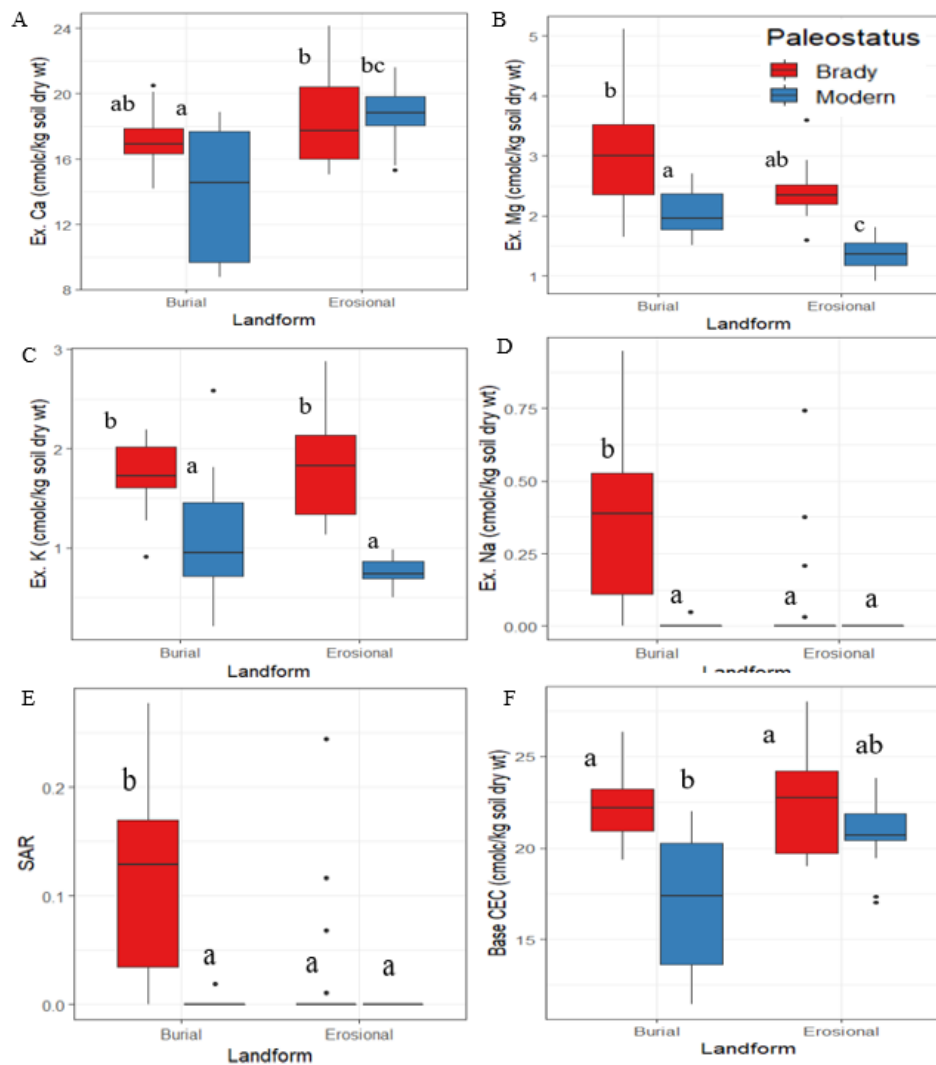 A
Ex. Ca (cmolc/kg soil dry wt)
24
20
16
12
8
ab
a
b
bc
Burial
Erosional
Landform
B
Ex. Mg (cmolc/kg soil dry wt)
5
4
3
2
1
Paleostatus
Brady
Modern
b
a
ab
c
Burial
Erosional
Landform
C
Ex. K (cmolc/kg soil dry wt)
3
2
1
b
a
b
a
Burial
Erosional
Landform
D
Ex. Na (cmolc/kg soil dry wt)
0.75
0.50
0.25
0.00
b
a
a
a
Burial
Erosional
Landform
E
SAR
0.2
0.1
0.0
b
a
a
a
Burial
Erosional
Landform
F
Base CEC (cmolc/kg soil dry wt)
25
20
15
a
b
a
ab
Burial
Erosional
Landform